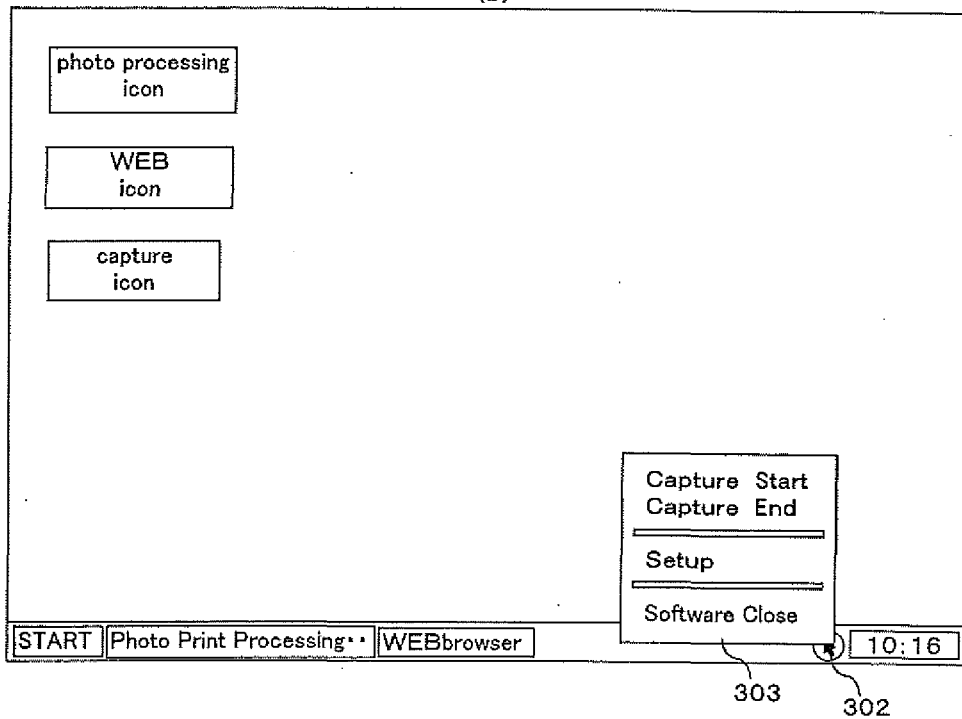 photo processing
icon
WEB
icon
capture
icon
Capture Start
Capture End
Setup
Software Close
START
Photo Print Processing··
WEBbrowser
10:16
303
302